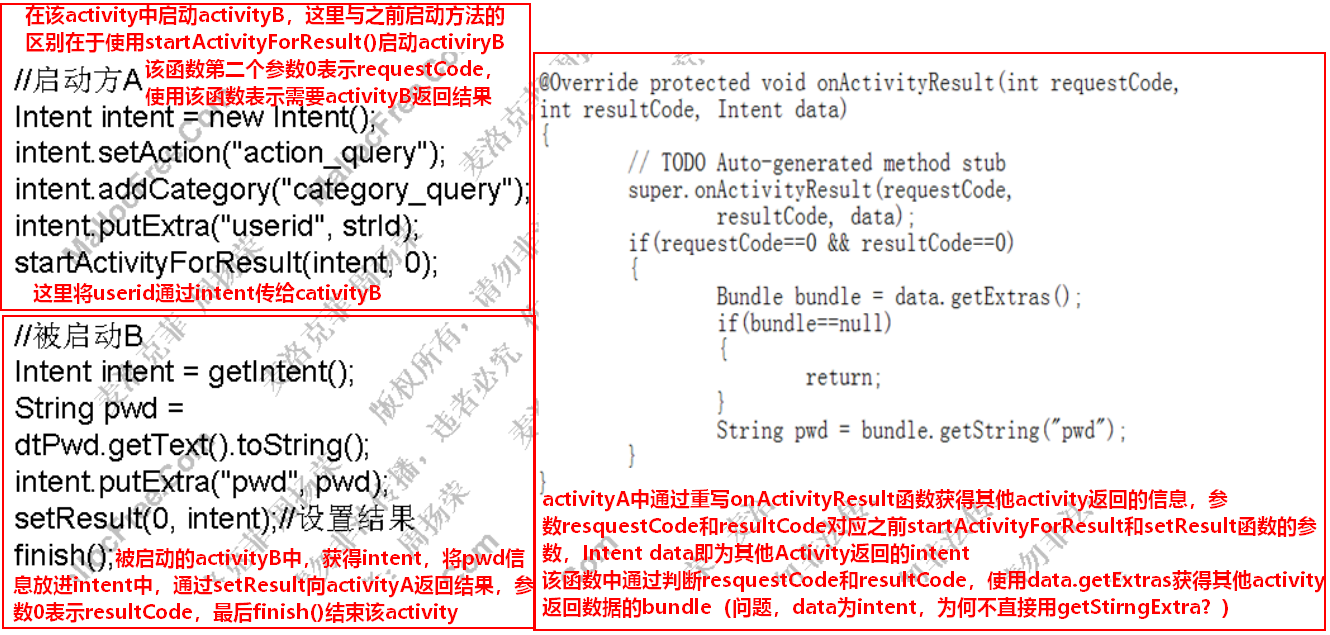 在该activity中启动activityB，这里与之前启动方法的
区别在于使用startActivityForResult()启动activiryB
该函数第二个参数0表示requestCode，
使用该函数表示需要activityB返回结果
//启动方A
Intent intent = new Intent();
intent.setAction("action_query");
intent.addCategory("category_query");
intent.putExtra("userid", strId);
startActivityForResult(intent, 0);
这里将userid通过intent传给cativityB
//被启动B
Intent intent = getIntent();
String pwd =
dtPwd.getText().toString();
intent.putExtra("pwd", pwd);
setResult(0, intent);//设置结果
finish();
被启动的activityB中，获得intent，将pwd信
息放进intent中，通过setResult向activityA返回结果，参
数0表示resultCode，最后finish()结束该activity
@Override protected void onActivityResult(int requestCode,
int resultCode, Intent data)
{
// TODO Auto-generated method stub
super.onActivityResult(requestCode,
resultCode, data);
if(requestCode==0 && resultCode==0)
{
Bundle bundle = data.getExtras();
if(bundle==null)
{
return;
}
String pwd = bundle.getString("pwd");
}
}
activityA中通过重写onActivityResult函数获得其他activity返回的信息，参
数resquestCode和resultCode对应之前startActivityForResult和setResult函数的参
数，Intent data即为其他Activity返回的intent
该函数中通过判断resquestCode和resultCode，使用data.getExtras获得其他activity
返回数据的bundle（问题，data为intent，为何不直接用getStirngExtra？）